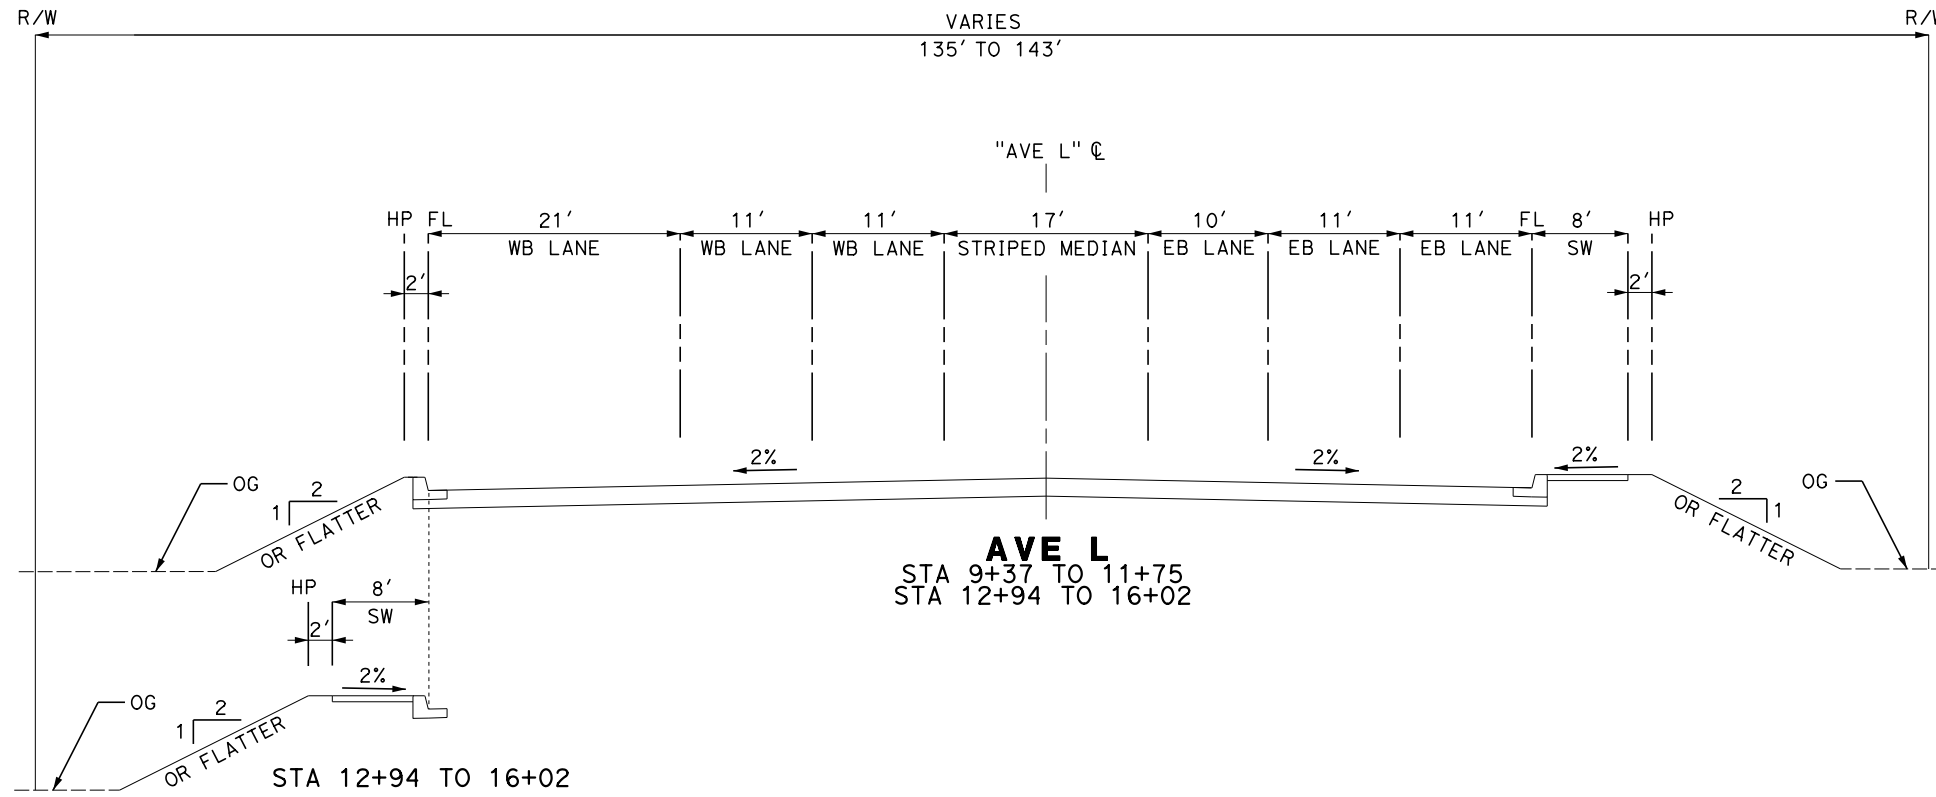 R/W VARIES R/W
135' TO 143'
"AVE L" ℄
HP FL 21' 11' 11' 17' 10' 11' 11' FL 8' HP
WB LANE WB LANE WB LANE STRIPED MEDIAN EB LANE EB LANE EB LANE SW
2' 2'
2% 2% 2%
OG 2 1 OR FLATTER 2 1 OR FLATTER OG
AVE L
STA 9+37 TO 11+75
STA 12+94 TO 16+02
HP 8'
SW
2'
2%
OG 2 1 OR FLATTER
STA 12+94 TO 16+02